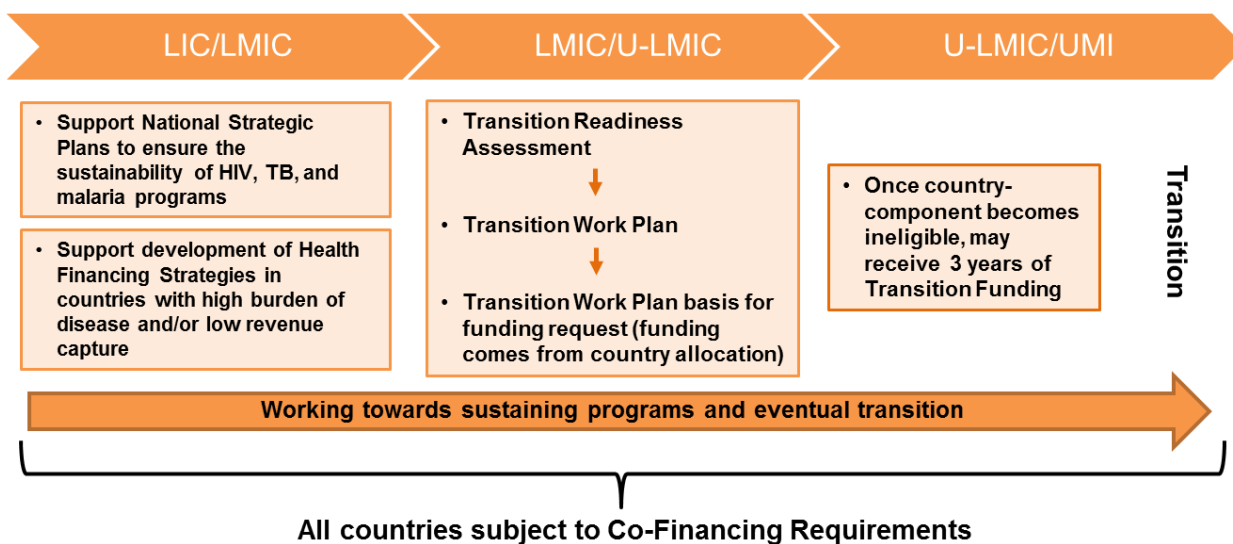 LIC/LMIC
LMIC/U-LMIC
U-LMIC/UMI
• Support National Strategic
Plans to ensure the
sustainability of HIV, TB, and
malaria programs
• Support development of Health
Financing Strategies in
countries with high burden of
disease and/or low revenue
capture
• Transition Readiness
Assessment
• Transition Work Plan
• Transition Work Plan basis for
funding request (funding
comes from country allocation)
• Once country-
component becomes
ineligible, may
receive 3 years of
Transition Funding
Transition
Working towards sustaining programs and eventual transition
All countries subject to Co-Financing Requirements